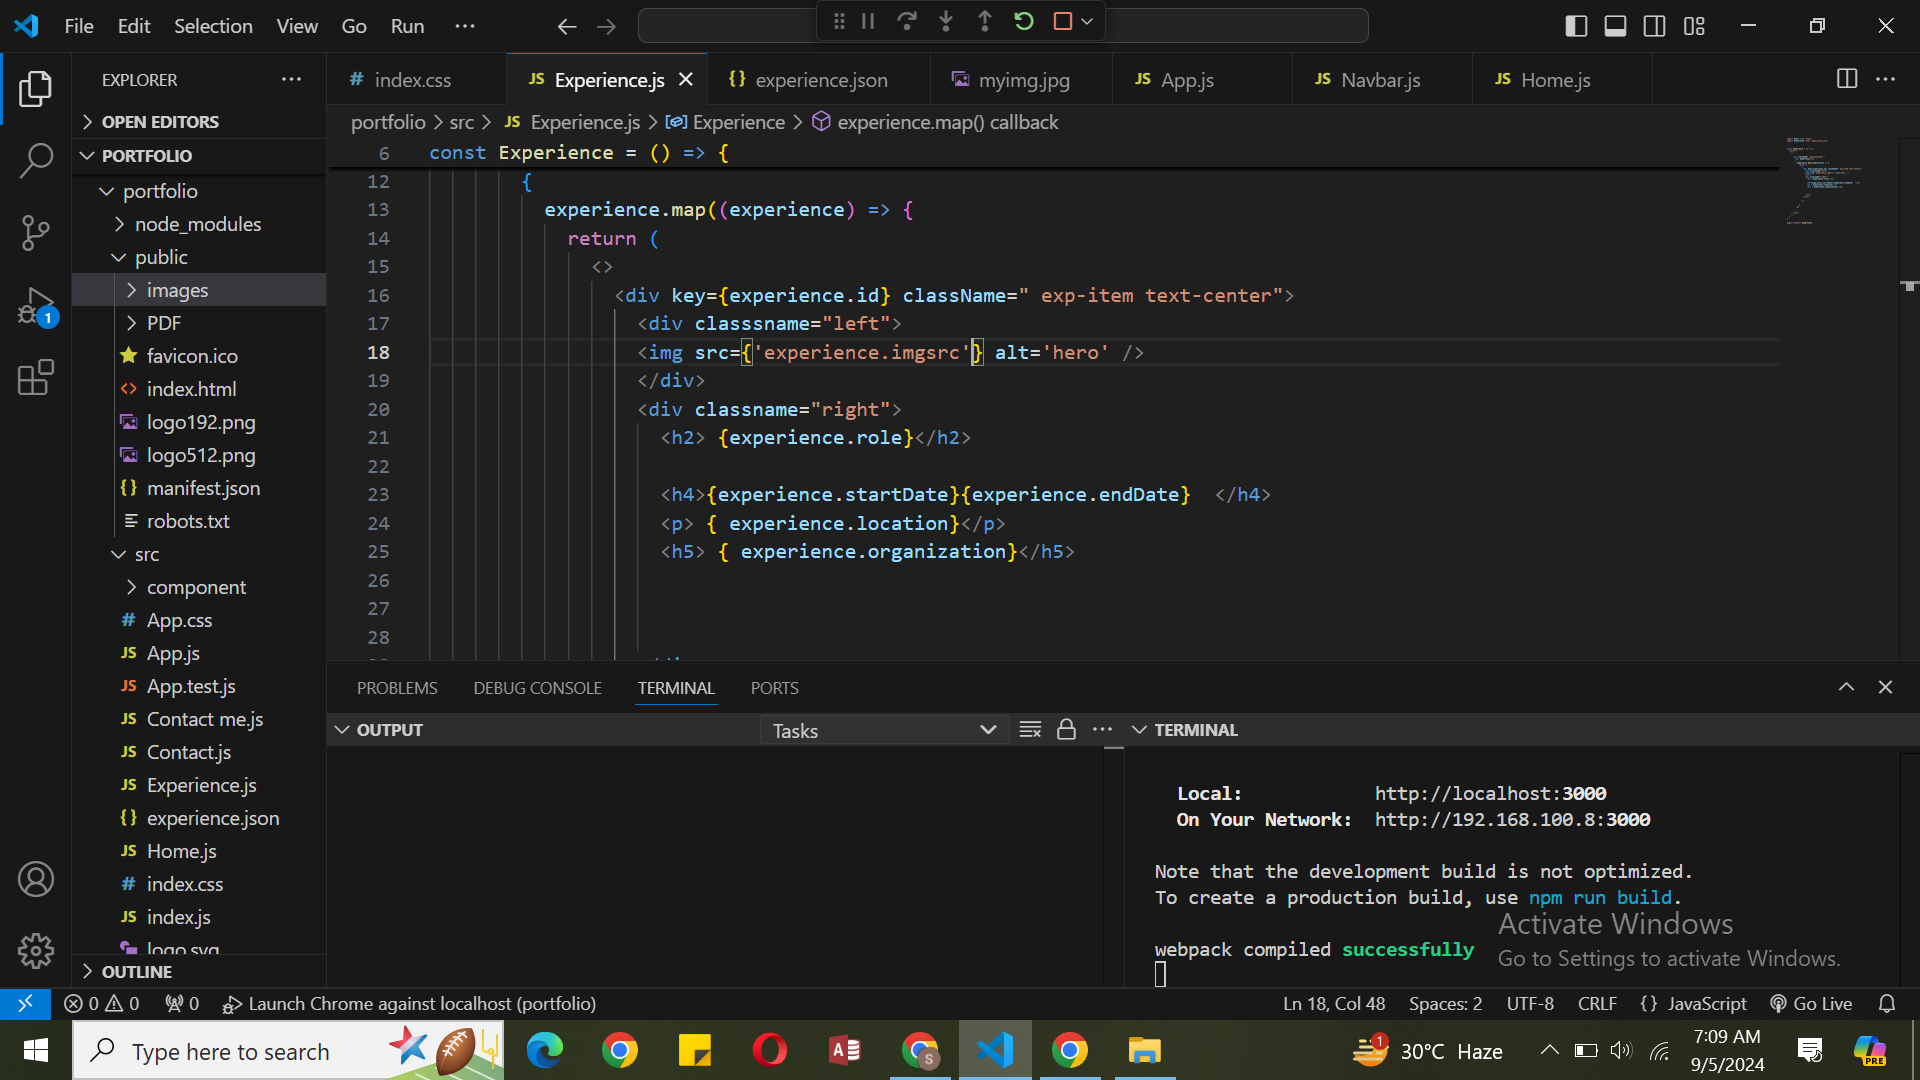 File Edit Selection View Go Run ···
EXPLORER ···
OPEN EDITORS
PORTFOLIO
portfolio
node_modules
public
images
PDF
favicon.ico
index.html
logo192.png
logo512.png
manifest.json
robots.txt
src
component
App.css
App.js
App.test.js
Contact me.js
Contact.js
Experience.js
experience.json
Home.js
index.css
index.js
logo.svg
OUTLINE
1
# index.css
JS Experience.js
{} experience.json
myimg.jpg
JS App.js
JS Navbar.js
JS Home.js
portfolio > src > JS Experience.js > Experience > experience.map() callback
6 const Experience = () => {
12 {
13 experience.map((experience) => {
14 return (
15 <>
16 <div key={experience.id} className=" exp-item text-center">
17 <div classsname="left">
18 <img src={'experience.imgsrc'} alt='hero' />
19 </div>
20 <div classname="right">
21 <h2> {experience.role}</h2>
22
23 <h4>{experience.startDate}{experience.endDate}  </h4>
24 <p> { experience.location}</p>
25 <h5> { experience.organization}</h5>
26
27
28
PROBLEMS DEBUG CONSOLE TERMINAL PORTS
OUTPUT Tasks
TERMINAL
Local: http://localhost:3000
On Your Network: http://192.168.100.8:3000
Note that the development build is not optimized.
To create a production build, use npm run build.
webpack compiled successfully
Activate Windows
Go to Settings to activate Windows.
0 0 0 Launch Chrome against localhost (portfolio)
Ln 18, Col 48 Spaces: 2 UTF-8 CRLF {} JavaScript Go Live
Type here to search
S
1
30°C Haze
7:09 AM
9/5/2024
PRE